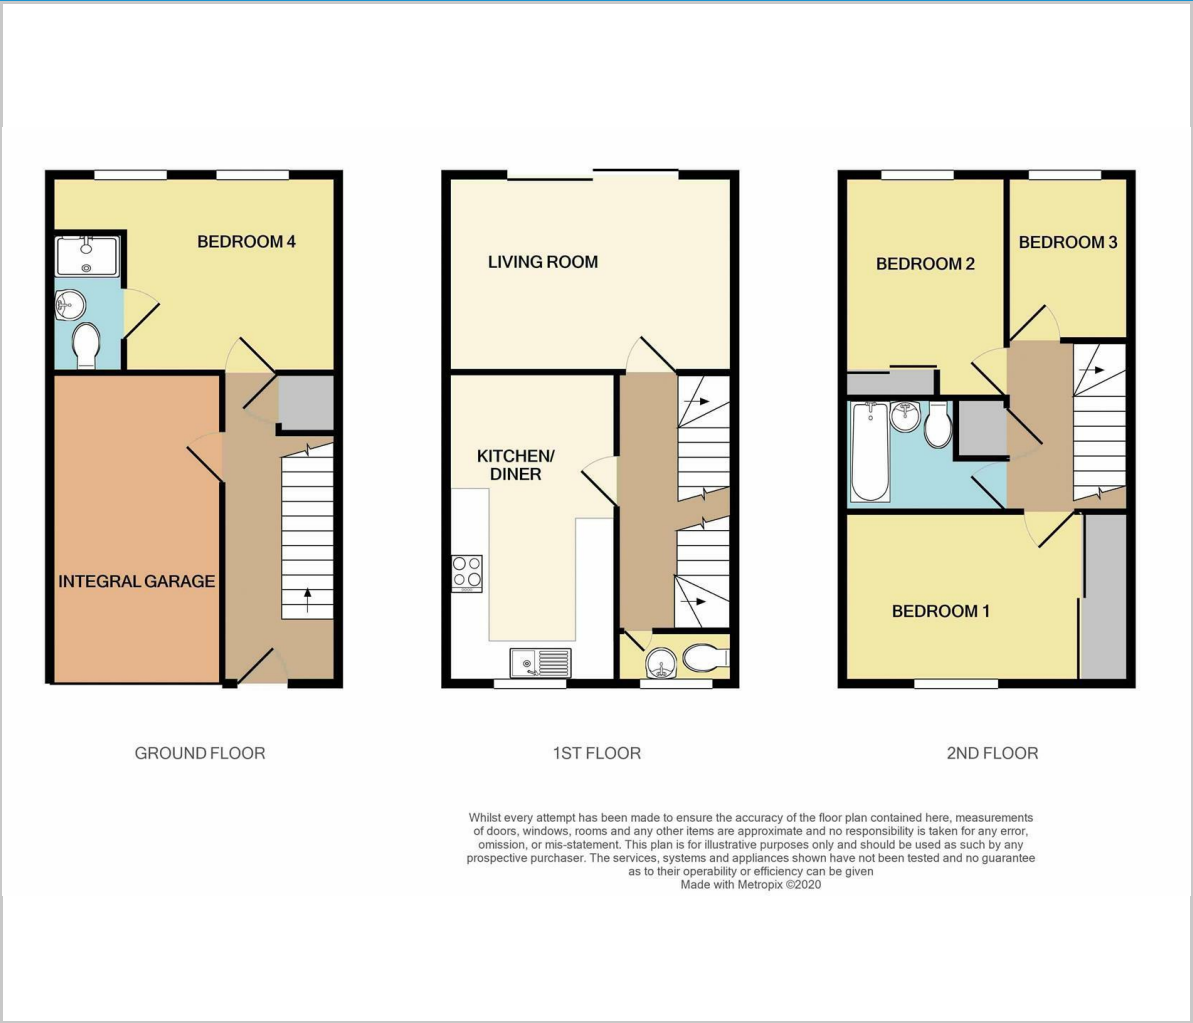 BEDROOM 4
INTEGRAL GARAGE
GROUND FLOOR
LIVING ROOM
KITCHEN/
DINER
1ST FLOOR
BEDROOM 2
BEDROOM 3
BEDROOM 1
2ND FLOOR
Whilst every attempt has been made to ensure the accuracy of the floor plan contained here, measurements
of doors, windows, rooms and any other items are approximate and no responsibility is taken for any error,
omission, or mis-statement. This plan is for illustrative purposes only and should be used as such by any
prospective purchaser. The services, systems and appliances shown have not been tested and no guarantee
as to their operability or efficiency can be given
Made with Metropix ©2020